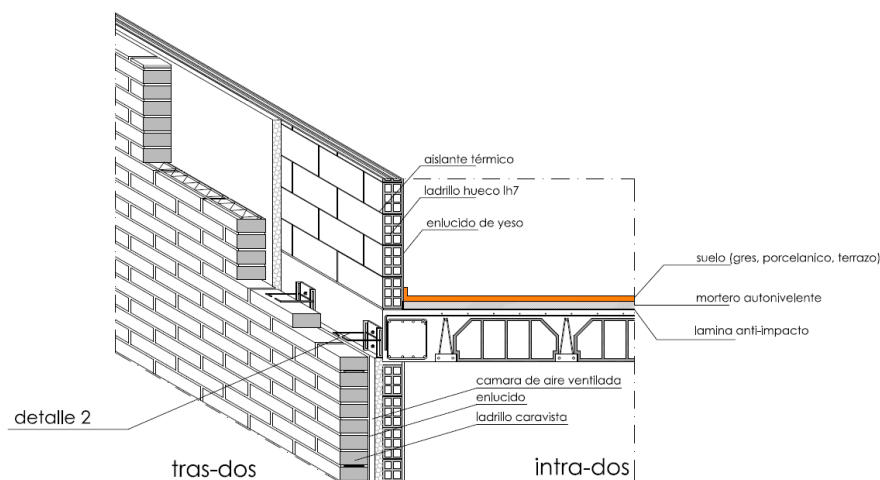 aislante térmico
ladrillo hueco lh7
enlucido de yeso
suelo (gres, porcelanico, terrazo)
mortero autonivelente
lamina anti-impacto
camara de aire ventilada
enlucido
ladrillo caravista
detalle 2
tras-dos
intra-dos